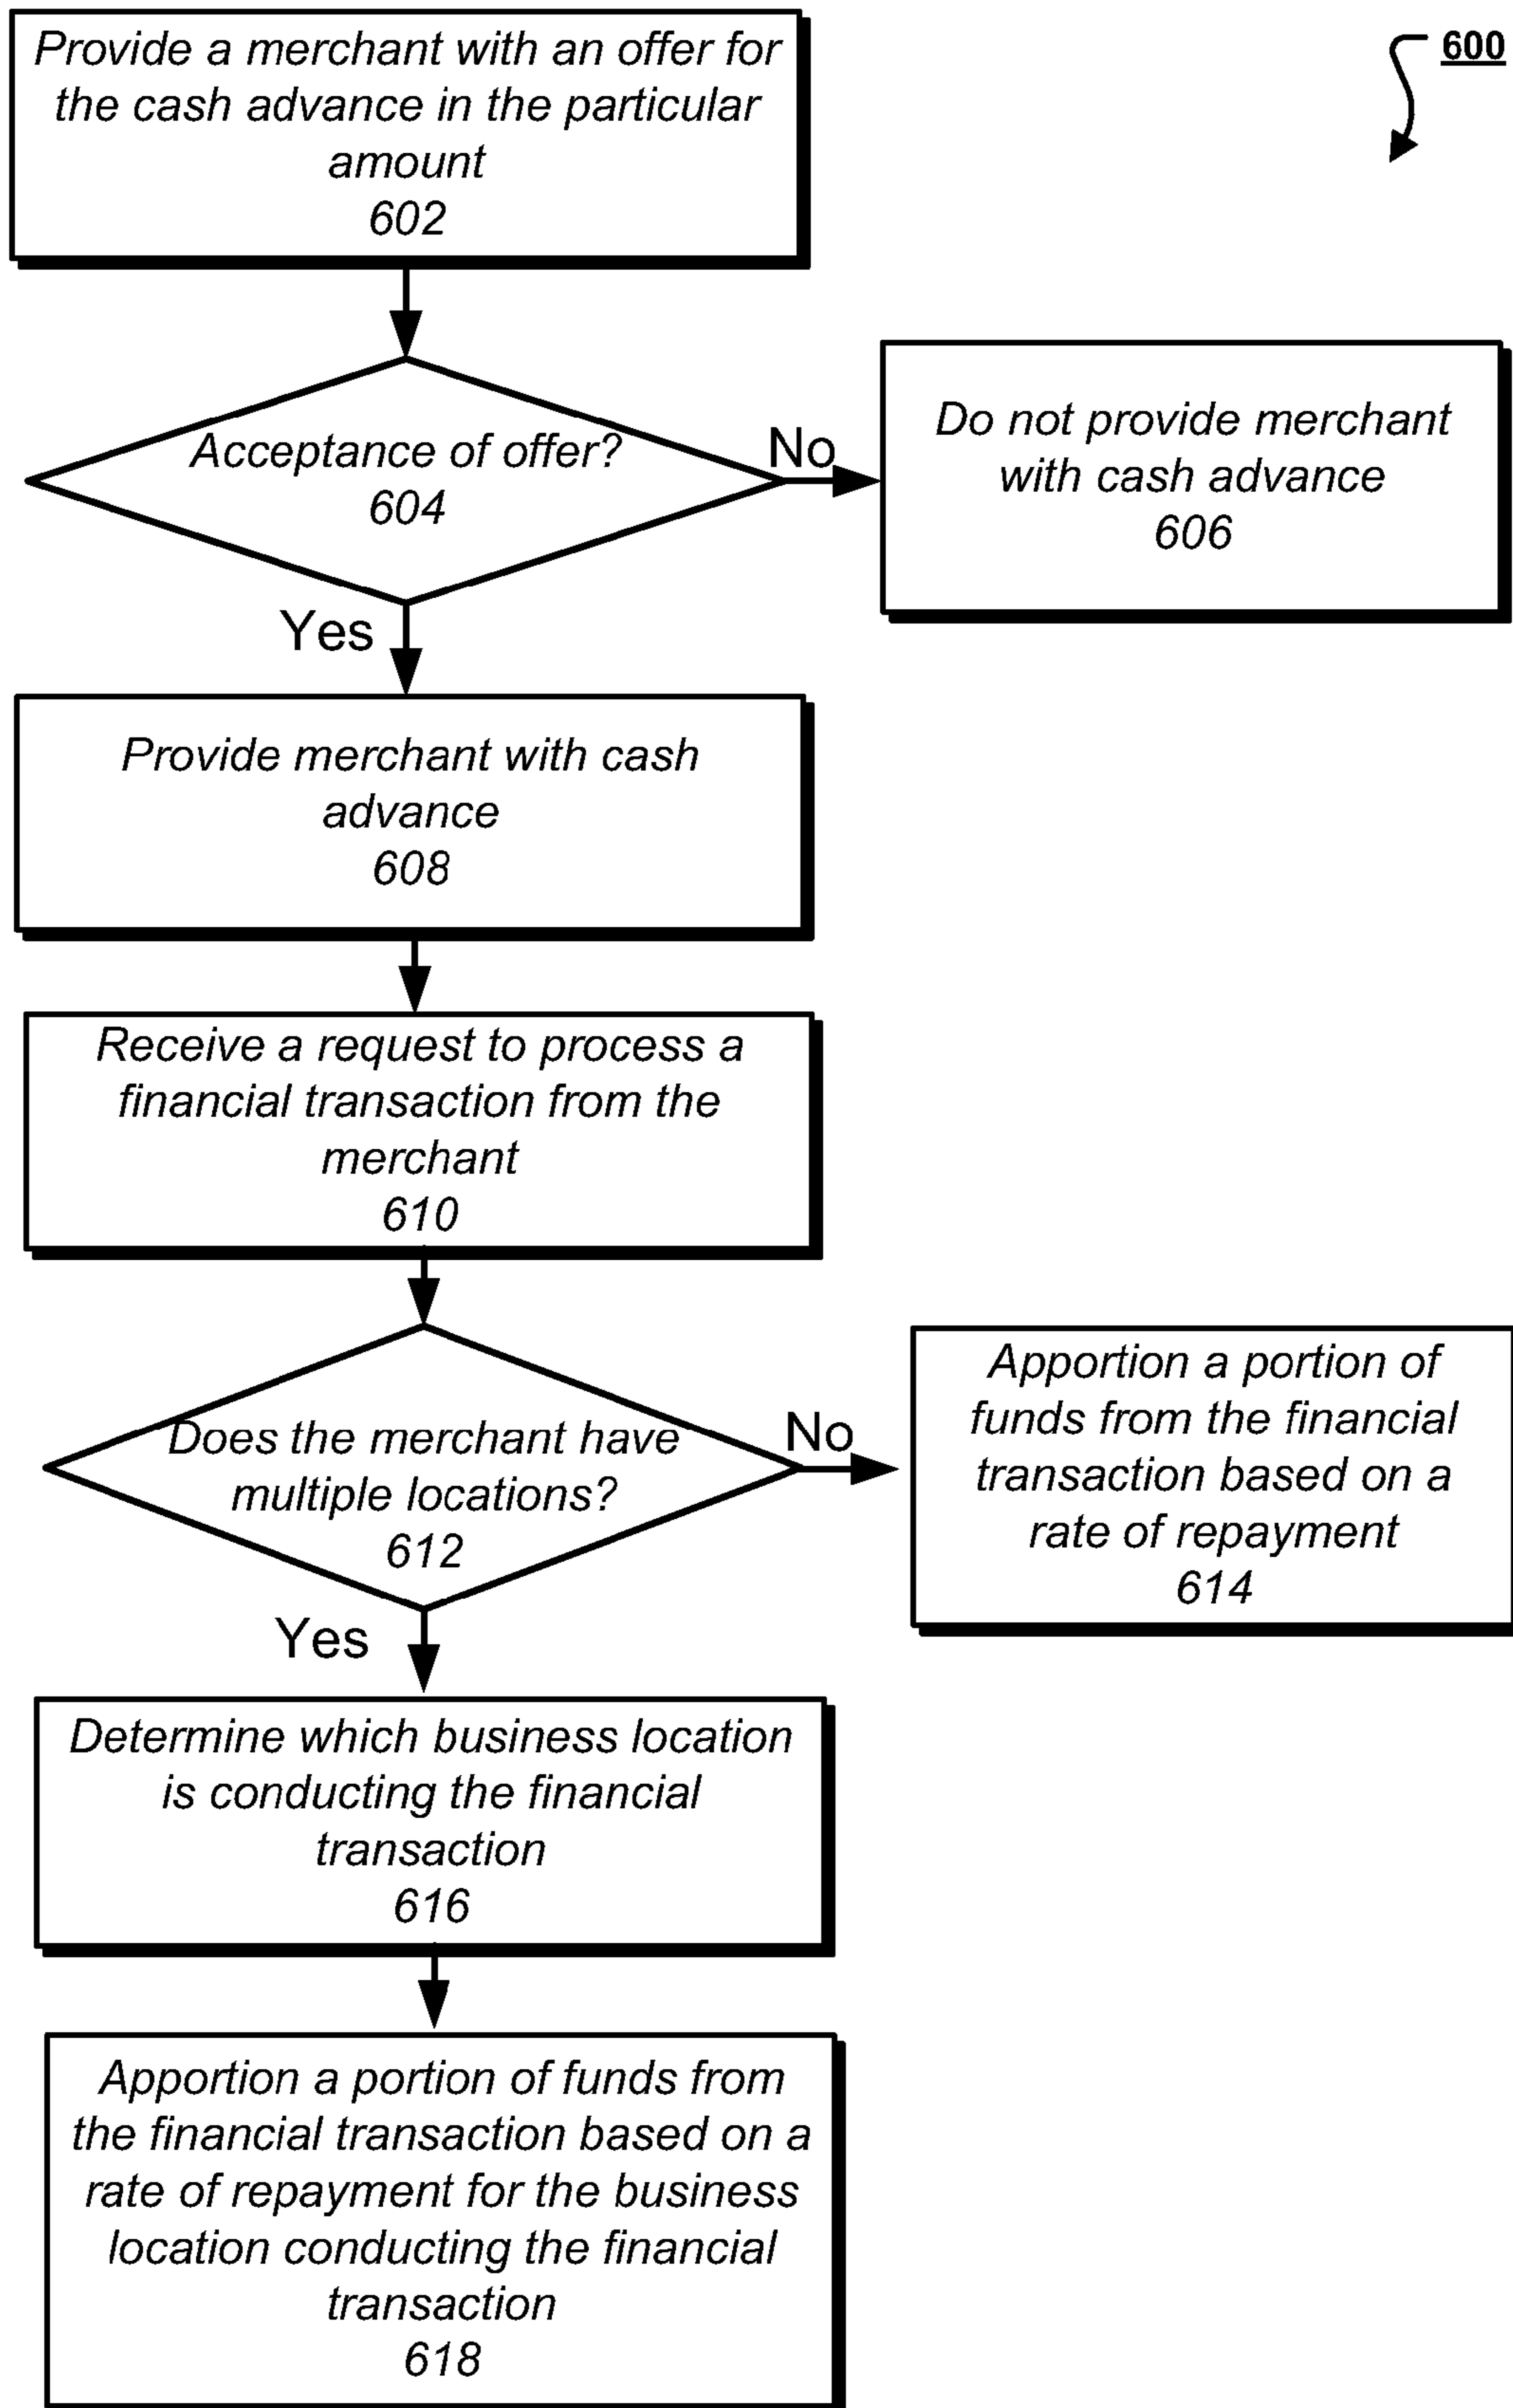 Provide a merchant with an offer for
the cash advance in the particular
amount
602
600
Acceptance of offer?
604
No
Do not provide merchant
with cash advance
606
Yes
Provide merchant with cash
advance
608
Receive a request to process a
financial transaction from the
merchant
610
Does the merchant have
multiple locations?
612
No
Apportion a portion of
funds from the financial
transaction based on a
rate of repayment
614
Yes
Determine which business location
is conducting the financial
transaction
616
Apportion a portion of funds from
the financial transaction based on a
rate of repayment for the business
location conducting the financial
transaction
618